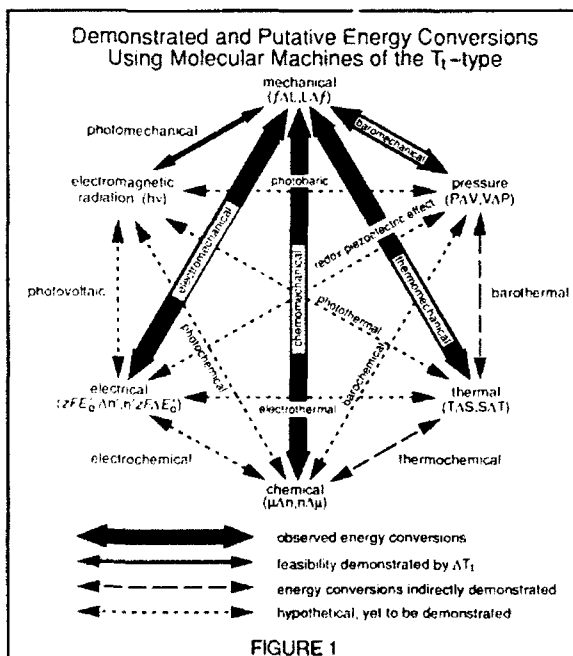 Demonstrated and Putative Energy Conversions
Using Molecular Machines of the Tt-type
mechanical
(fΔL,LΔf)
photomechanical
baromechanical
electromagnetic
radiation (hν)
photobaric
pressure
(PΔV,VΔP)
electromechanical
chemomechanical
redox piezoelectric effect
thermomechanical
photovoltaic
barothermal
photochemical
photothermal
barochemical
electrical
thermal
(TΔS,SΔT)
electrothermal
electrochemical
thermochemical
chemical
(μΔn,nΔμ)
observed energy conversions
feasibility demonstrated by ΔTt
energy conversions indirectly demonstrated
hypothetical, yet to be demonstrated
FIGURE 1